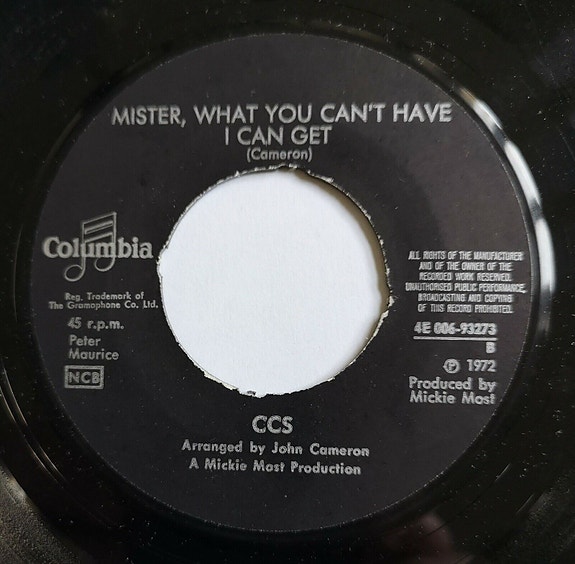 MISTER, WHAT YOU CAN'T HAVE
I CAN GET
(Cameron)
Columbia
Reg. Trademark of
The Gramophone Co. Ltd.
45 r.p.m.
Peter
Maurice
NCB
ALL RIGHTS OF THE MANUFACTURER
AND OF THE OWNER OF THE
RECORDED WORK RESERVED.
UNAUTHORISED PUBLIC PERFORMANCE,
BROADCASTING AND COPYING
OF THIS RECORD PROHIBITED.
4E 006-93273
B
℗ 1972
Produced by
Mickie Most
CCS
Arranged by John Cameron
A Mickie Most Production